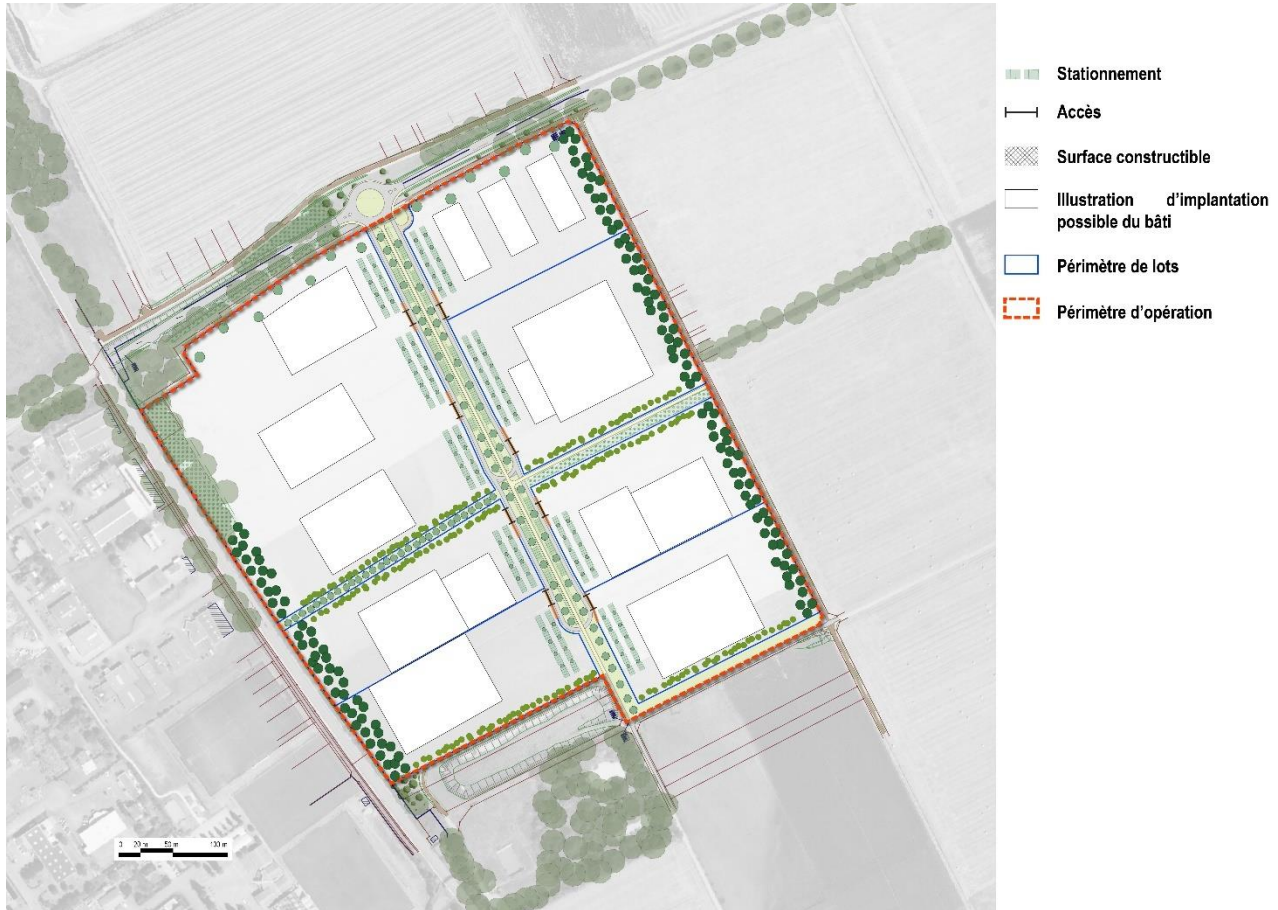 Stationnement
Accès
Surface constructible
Illustration d'implantation
possible du bâti
Périmètre de lots
Périmètre d'opération
0 20 m 50 m 100 m